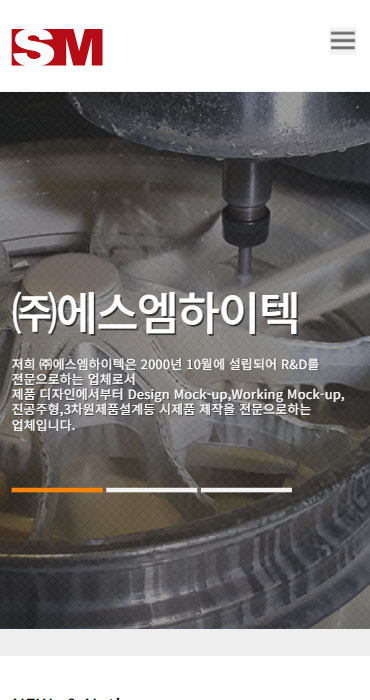 SM
㈜에스엠하이텍
저희 ㈜에스엠하이텍은 2000년 10월에 설립되어 R&D를
전문으로하는 업체로서
제품 디자인에서부터 Design Mock-up,Working Mock-up,
진공주형,3차원제품설계등 시제품 제작을 전문으로하는
업체입니다.